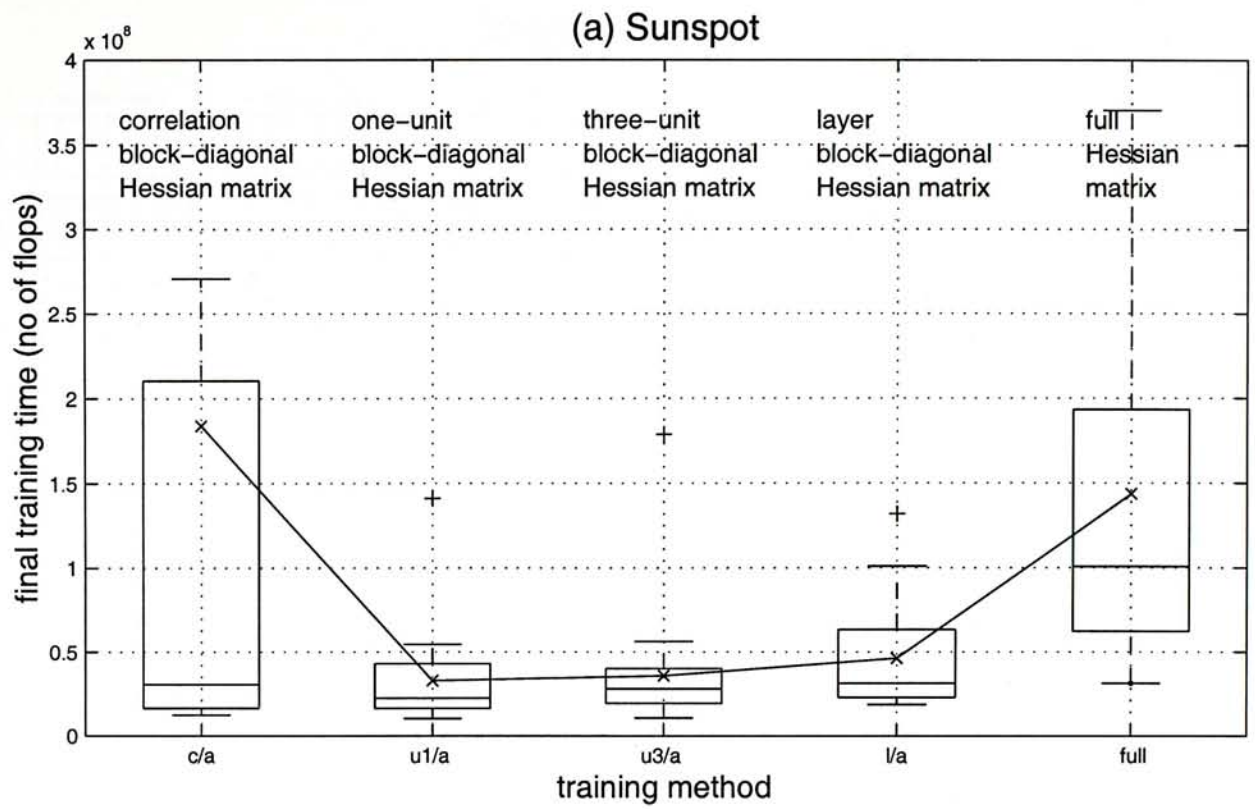 (a) Sunspot
x 10⁸
4
3.5
3
2.5
2
1.5
1
0.5
0
final training time (no of flops)
correlation
block−diagonal
Hessian matrix
one−unit
block−diagonal
Hessian matrix
three−unit
block−diagonal
Hessian matrix
layer
block−diagonal
Hessian matrix
full
Hessian
matrix
c/a
u1/a
u3/a
l/a
full
training method